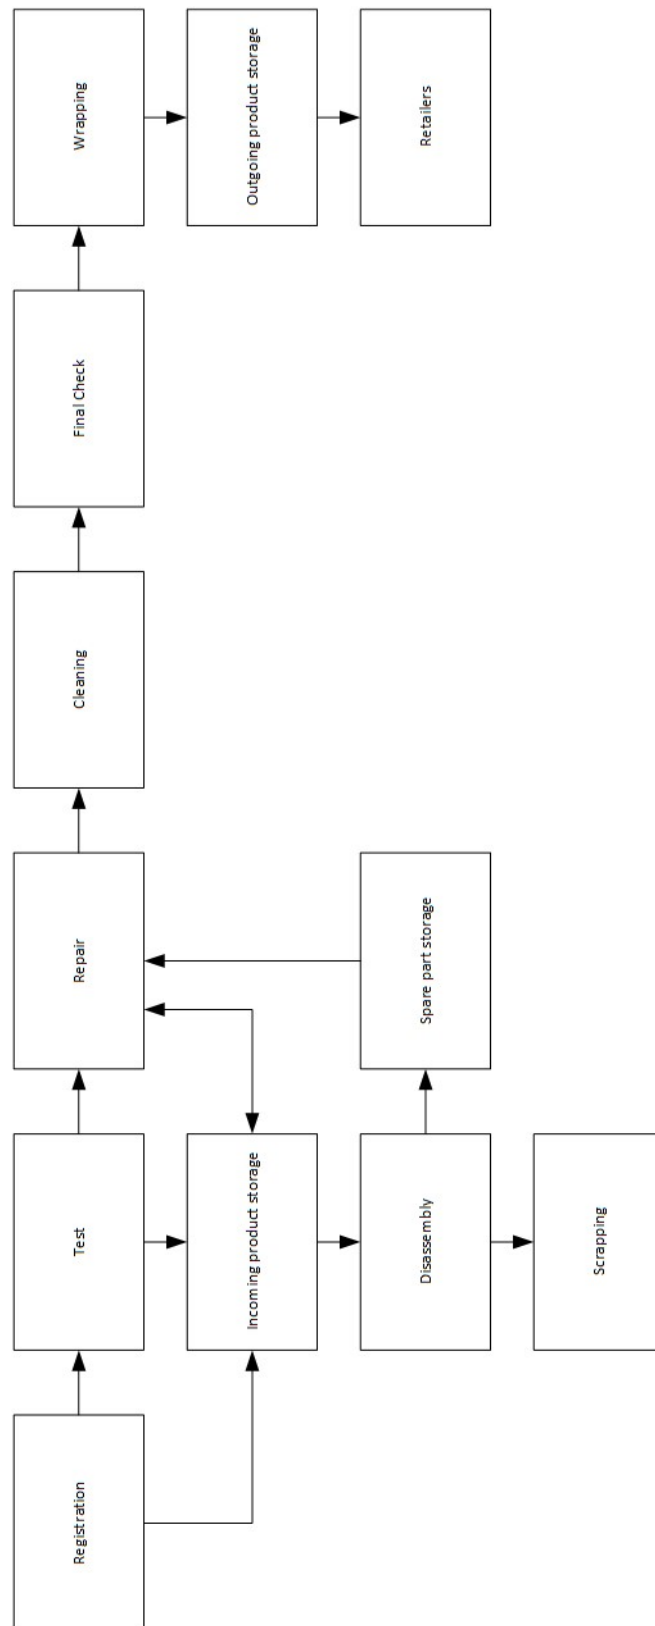 Registration
Test
Repair
Cleaning
Final Check
Wrapping
Incoming product storage
Outgoing product storage
Disassembly
Spare part storage
Retailers
Scrapping